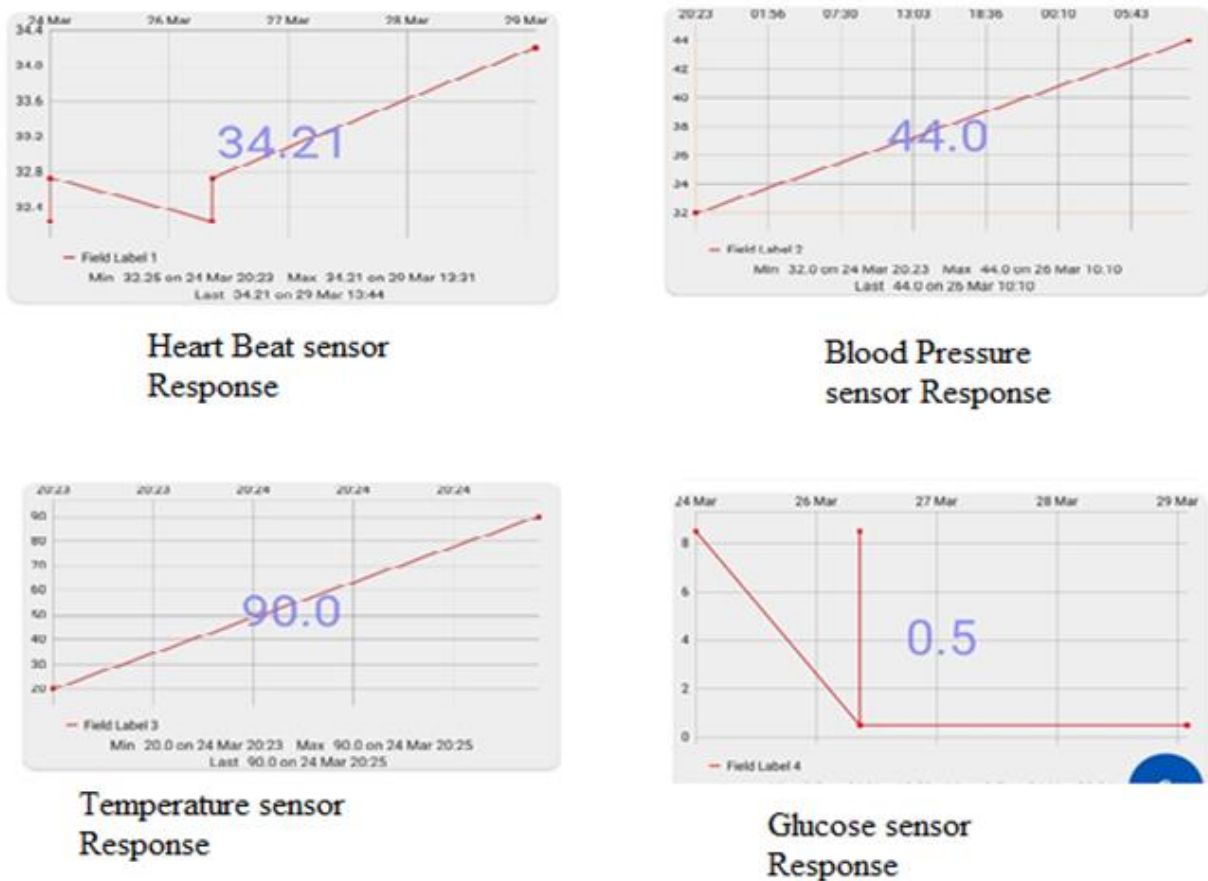 24 Mar 26 Mar 27 Mar 28 Mar 29 Mar
34.4
34.0
33.6
33.2
32.8
32.4
34.21
Field Label 1
Min 32.25 on 24 Mar 20:23 Max 34.21 on 29 Mar 13:31
Last 34.21 on 29 Mar 13:44
Heart Beat sensor
Response
20:23 01:56 07:30 13:03 18:36 00:10 05:43
44
42
40
38
36
34
32
44.0
Field Label 2
Min 32.0 on 24 Mar 20:23 Max 44.0 on 26 Mar 10:10
Last 44.0 on 26 Mar 10:10
Blood Pressure
sensor Response
20:23 20:23 20:24 20:24 20:24
90
80
70
60
50
40
30
20
90.0
Field Label 3
Min 20.0 on 24 Mar 20:23 Max 90.0 on 24 Mar 20:25
Last 90.0 on 24 Mar 20:25
Temperature sensor
Response
24 Mar 26 Mar 27 Mar 28 Mar 29 Mar
8
6
4
2
0
0.5
Field Label 4
Glucose sensor
Response